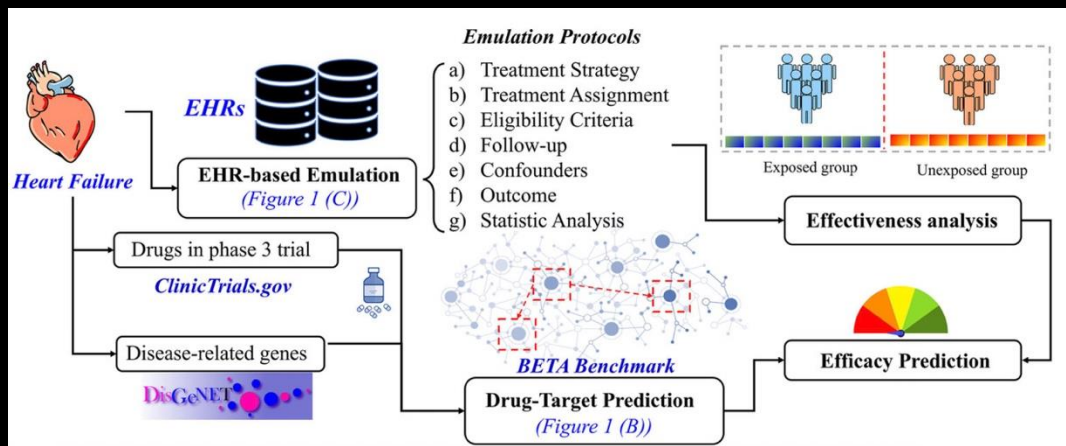 Emulation Protocols
a) Treatment Strategy
b) Treatment Assignment
c) Eligibility Criteria
d) Follow-up
e) Confounders
f) Outcome
g) Statistic Analysis
EHRs
EHR-based Emulation
(Figure 1 (C))
Heart Failure
Exposed group
Unexposed group
Effectiveness analysis
Drugs in phase 3 trial
ClinicTrials.gov
Disease-related genes
DisGeNET
BETA Benchmark
Drug-Target Prediction
(Figure 1 (B))
Efficacy Prediction